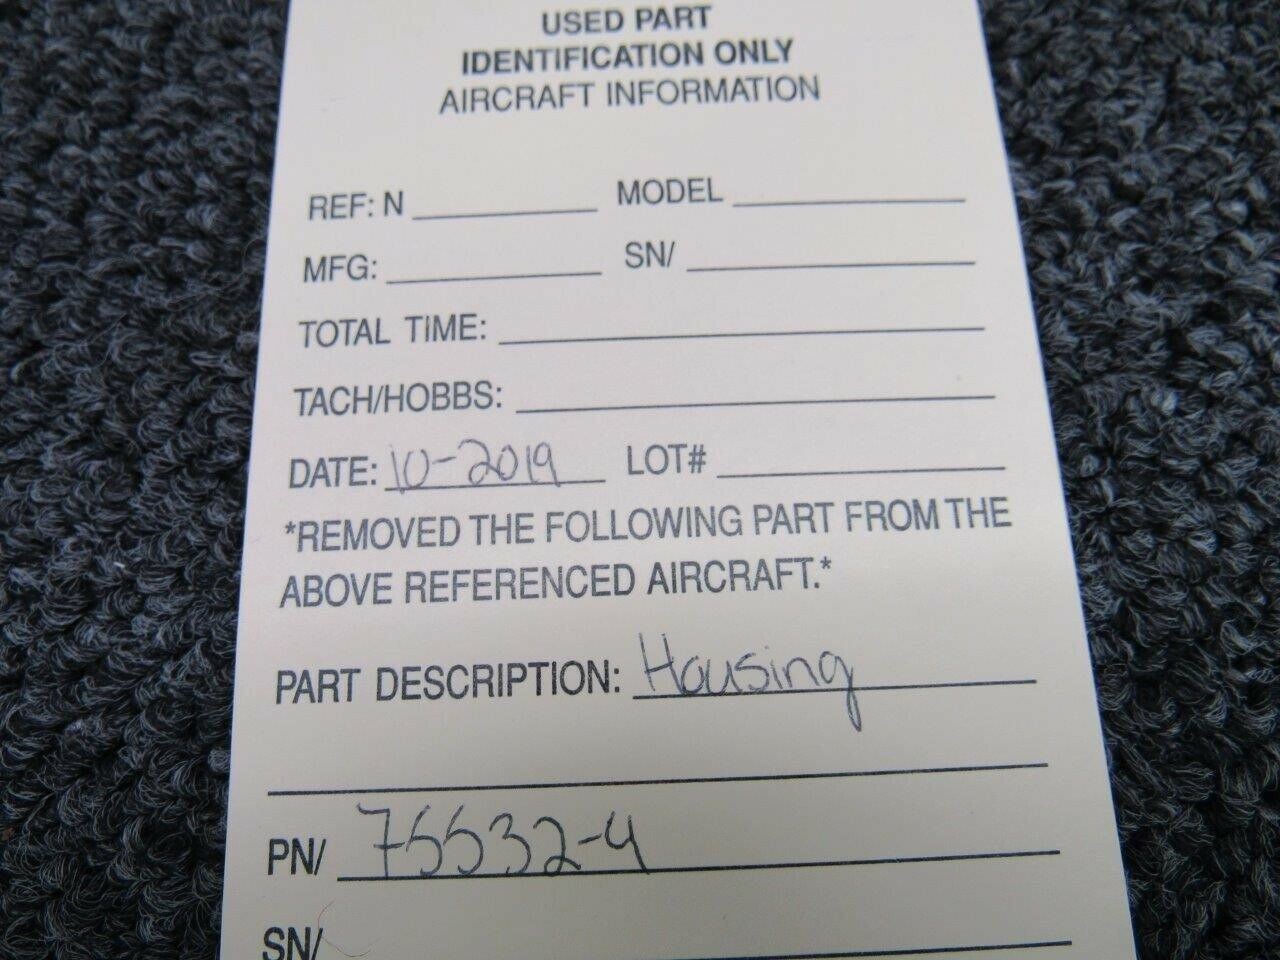 USED PART
IDENTIFICATION ONLY
AIRCRAFT INFORMATION
REF: N MODEL
MFG: SN/
TOTAL TIME:
TACH/HOBBS:
DATE: 10-2019 LOT#
*REMOVED THE FOLLOWING PART FROM THE
ABOVE REFERENCED AIRCRAFT.*
PART DESCRIPTION: Housing
PN/ 75532-4
SN/